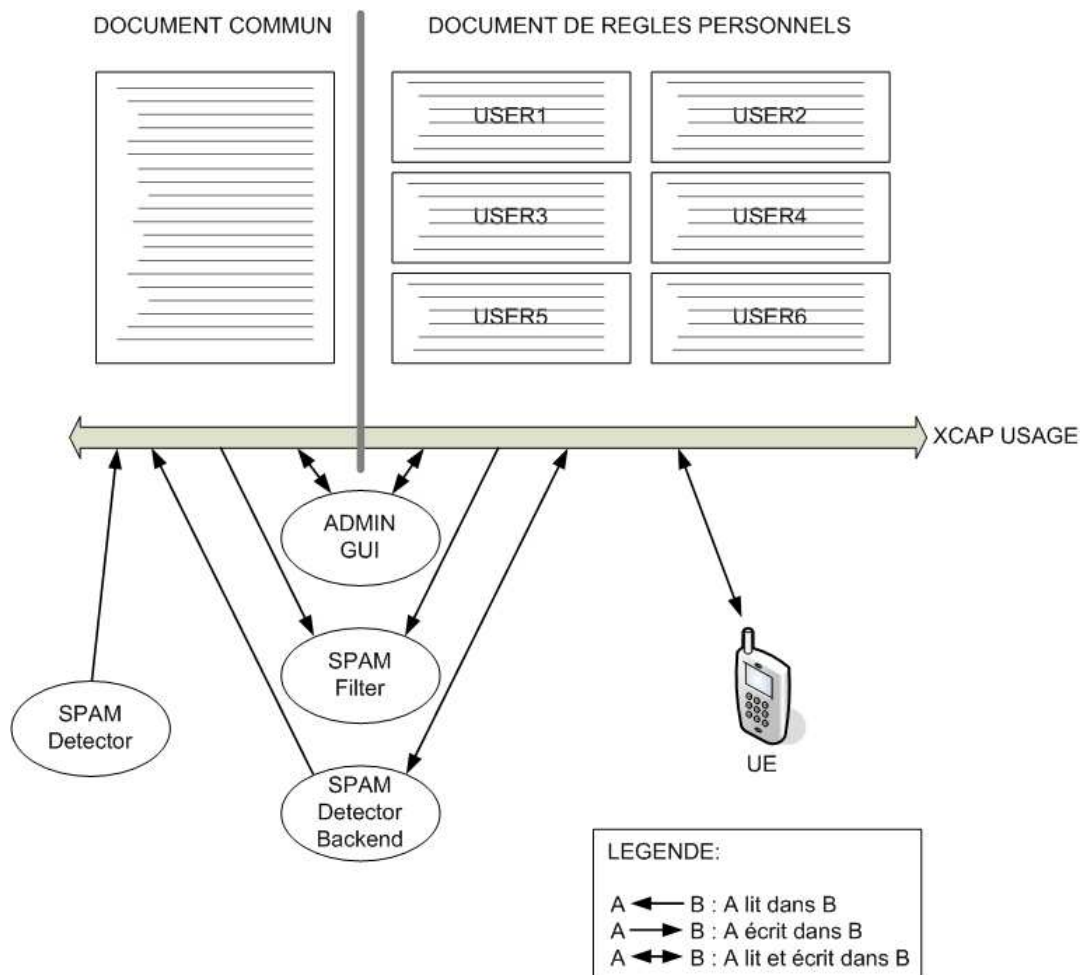 DOCUMENT COMMUN
DOCUMENT DE REGLES PERSONNELS
USER1
USER2
USER3
USER4
USER5
USER6
XCAP USAGE
ADMIN
GUI
SPAM
Filter
SPAM
Detector
SPAM
Detector
Backend
UE
LEGENDE:
A B : A lit dans B
A B : A écrit dans B
A B : A lit et écrit dans B